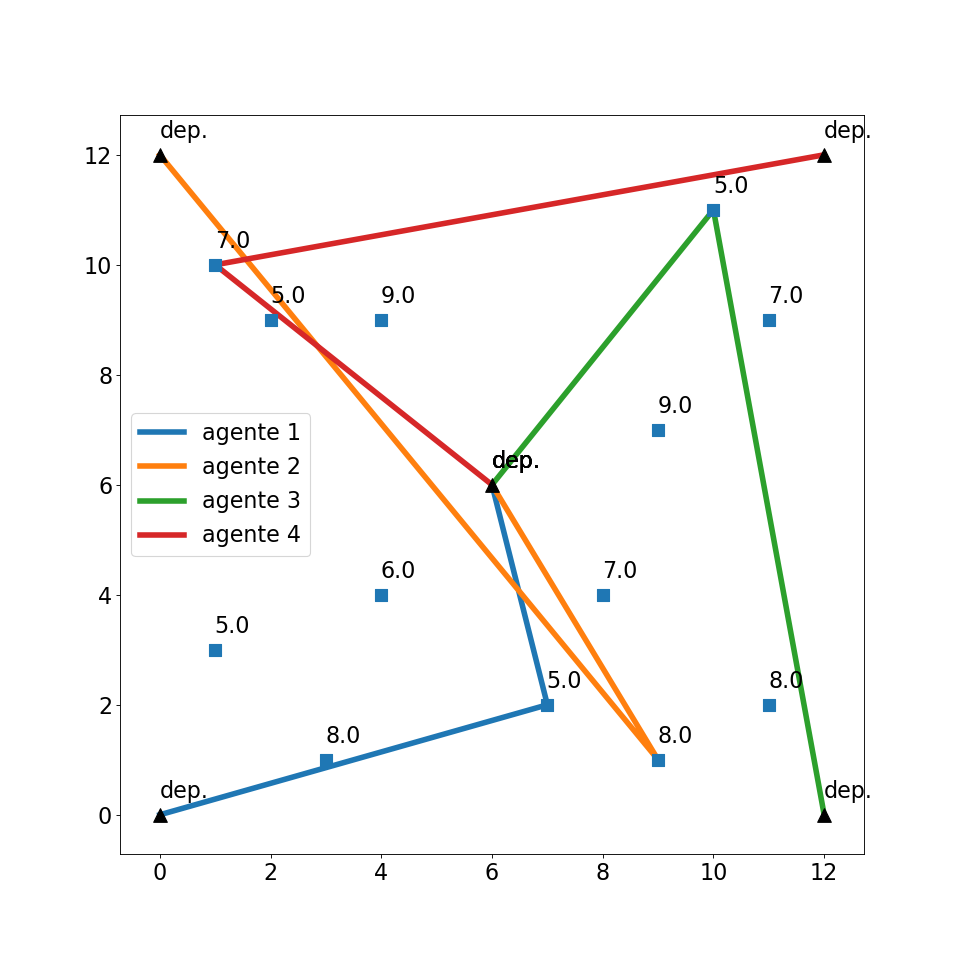 dep. dep.
12
5.0
7.0
10
5.0 9.0 7.0
8
9.0
agente 1
dep.
agente 2
6
agente 3
agente 4
6.0 7.0
4
5.0
5.0 8.0
2
8.0 8.0
dep. dep.
0
0 2 4 6 8 10 12